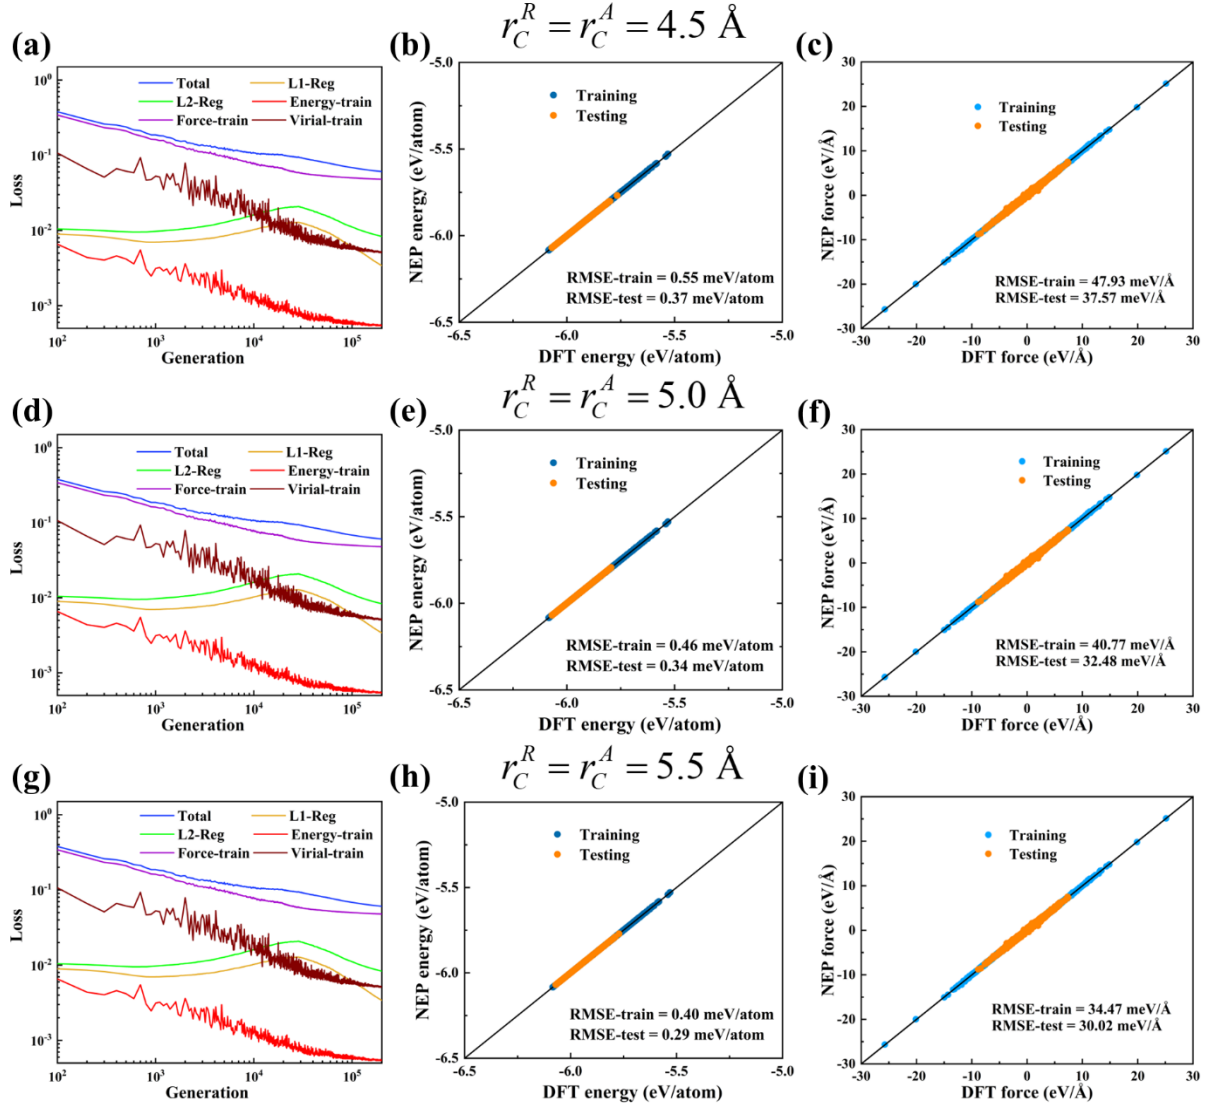 r_C^R = r_C^A = 4.5 Å
(a)
10^0
10^-1
10^-2
10^-3
Loss
Total
L1-Reg
L2-Reg
Energy-train
Force-train
Virial-train
10^2
10^3
10^4
10^5
Generation
(b)
-5.0
-5.5
-6.0
-6.5
NEP energy (eV/atom)
Training
Testing
RMSE-train = 0.55 meV/atom
RMSE-test = 0.37 meV/atom
-6.5
-6.0
-5.5
-5.0
DFT energy (eV/atom)
(c)
30
20
10
0
-10
-20
-30
NEP force (eV/Å)
Training
Testing
RMSE-train = 47.93 meV/Å
RMSE-test = 37.57 meV/Å
-30
-20
-10
0
10
20
30
DFT force (eV/Å)
r_C^R = r_C^A = 5.0 Å
(d)
10^0
10^-1
10^-2
10^-3
Loss
Total
L1-Reg
L2-Reg
Energy-train
Force-train
Virial-train
10^2
10^3
10^4
10^5
Generation
(e)
-5.0
-5.5
-6.0
-6.5
NEP energy (eV/atom)
Training
Testing
RMSE-train = 0.46 meV/atom
RMSE-test = 0.34 meV/atom
-6.5
-6.0
-5.5
-5.0
DFT energy (eV/atom)
(f)
30
20
10
0
-10
-20
-30
NEP force (eV/Å)
Training
Testing
RMSE-train = 40.77 meV/Å
RMSE-test = 32.48 meV/Å
-30
-20
-10
0
10
20
30
DFT force (eV/Å)
r_C^R = r_C^A = 5.5 Å
(g)
10^0
10^-1
10^-2
10^-3
Loss
Total
L1-Reg
L2-Reg
Energy-train
Force-train
Virial-train
10^2
10^3
10^4
10^5
Generation
(h)
-5.0
-5.5
-6.0
-6.5
NEP energy (eV/atom)
Training
Testing
RMSE-train = 0.40 meV/atom
RMSE-test = 0.29 meV/atom
-6.5
-6.0
-5.5
-5.0
DFT energy (eV/atom)
(i)
30
20
10
0
-10
-20
-30
NEP force (eV/Å)
Training
Testing
RMSE-train = 34.47 meV/Å
RMSE-test = 30.02 meV/Å
-30
-20
-10
0
10
20
30
DFT force (eV/Å)